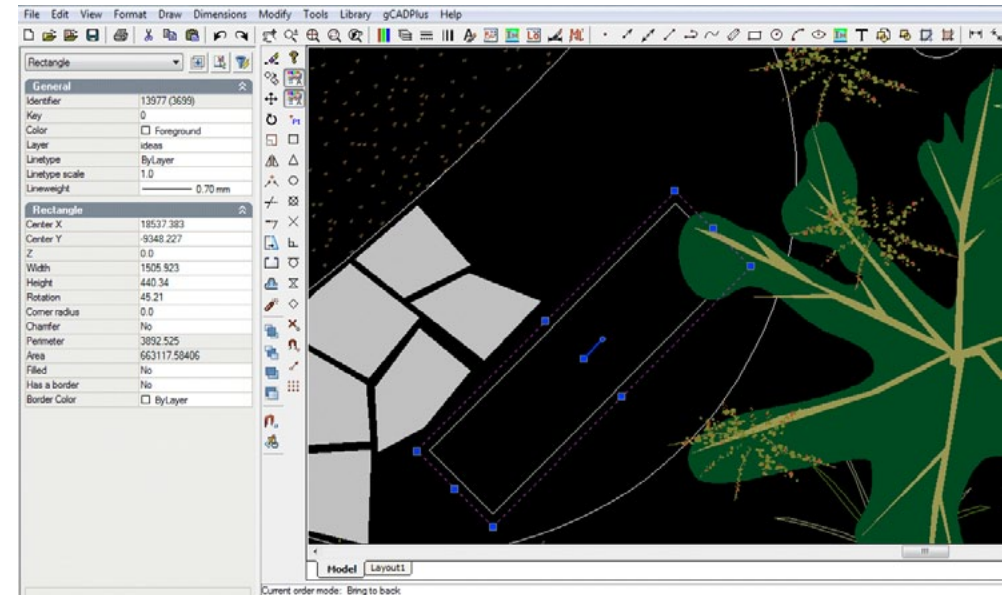 File Edit View Format Draw Dimensions Modify Tools Library gCADPlus Help
Rectangle
General
Identifier 13977 (3699)
Key 0
Color Foreground
Layer ideas
Linetype ByLayer
Linetype scale 1.0
Lineweight 0.70 mm
Rectangle
Center X 18537.383
Center Y -9348.227
Z 0.0
Width 1505.923
Height 440.34
Rotation 45.21
Corner radius 0.0
Chamfer No
Perimeter 3892.525
Area 663117.58406
Filled No
Has a border No
Border Color ByLayer
Model Layout1
Current order mode: Bring to back